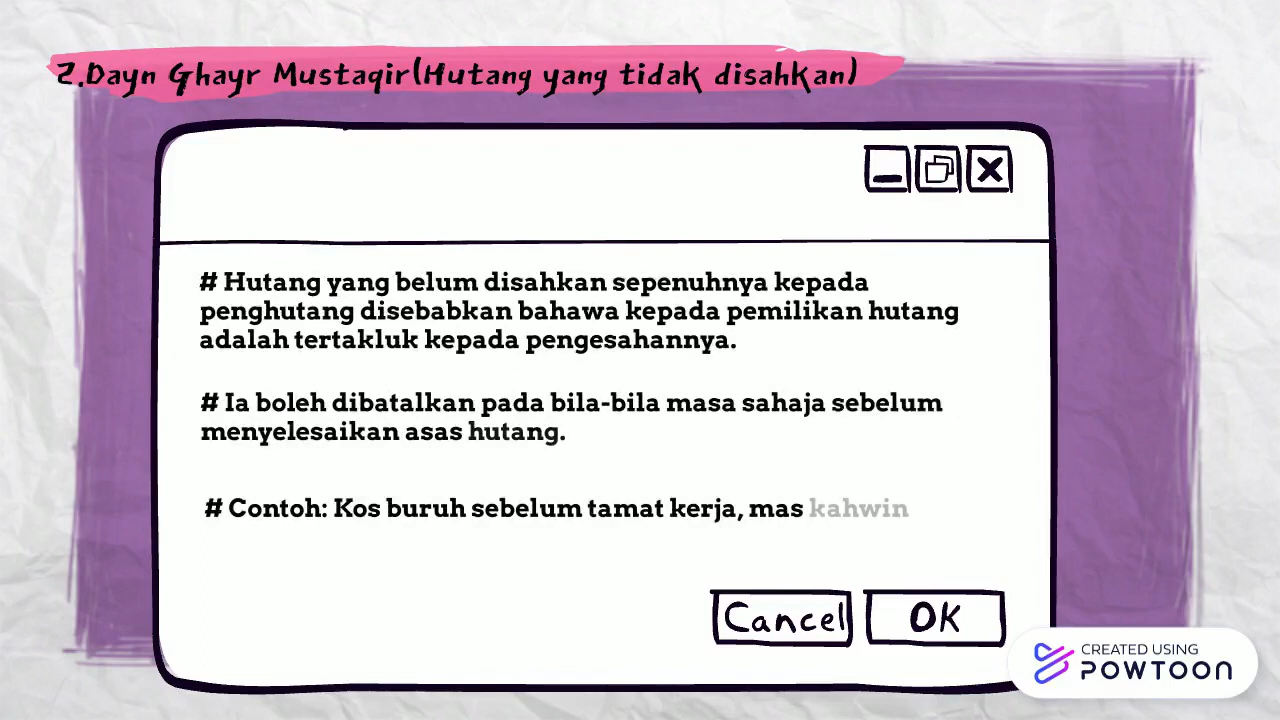 2.Dayn Ghayr Mustaqir(Hutang yang tidak disahkan)
# Hutang yang belum disahkan sepenuhnya kepada
penghutang disebabkan bahawa kepada pemilikan hutang
adalah tertakluk kepada pengesahannya.
# Ia boleh dibatalkan pada bila-bila masa sahaja sebelum
menyelesaikan asas hutang.
# Contoh: Kos buruh sebelum tamat kerja, mas kahwin
Cancel OK
CREATED USING
POWTOON